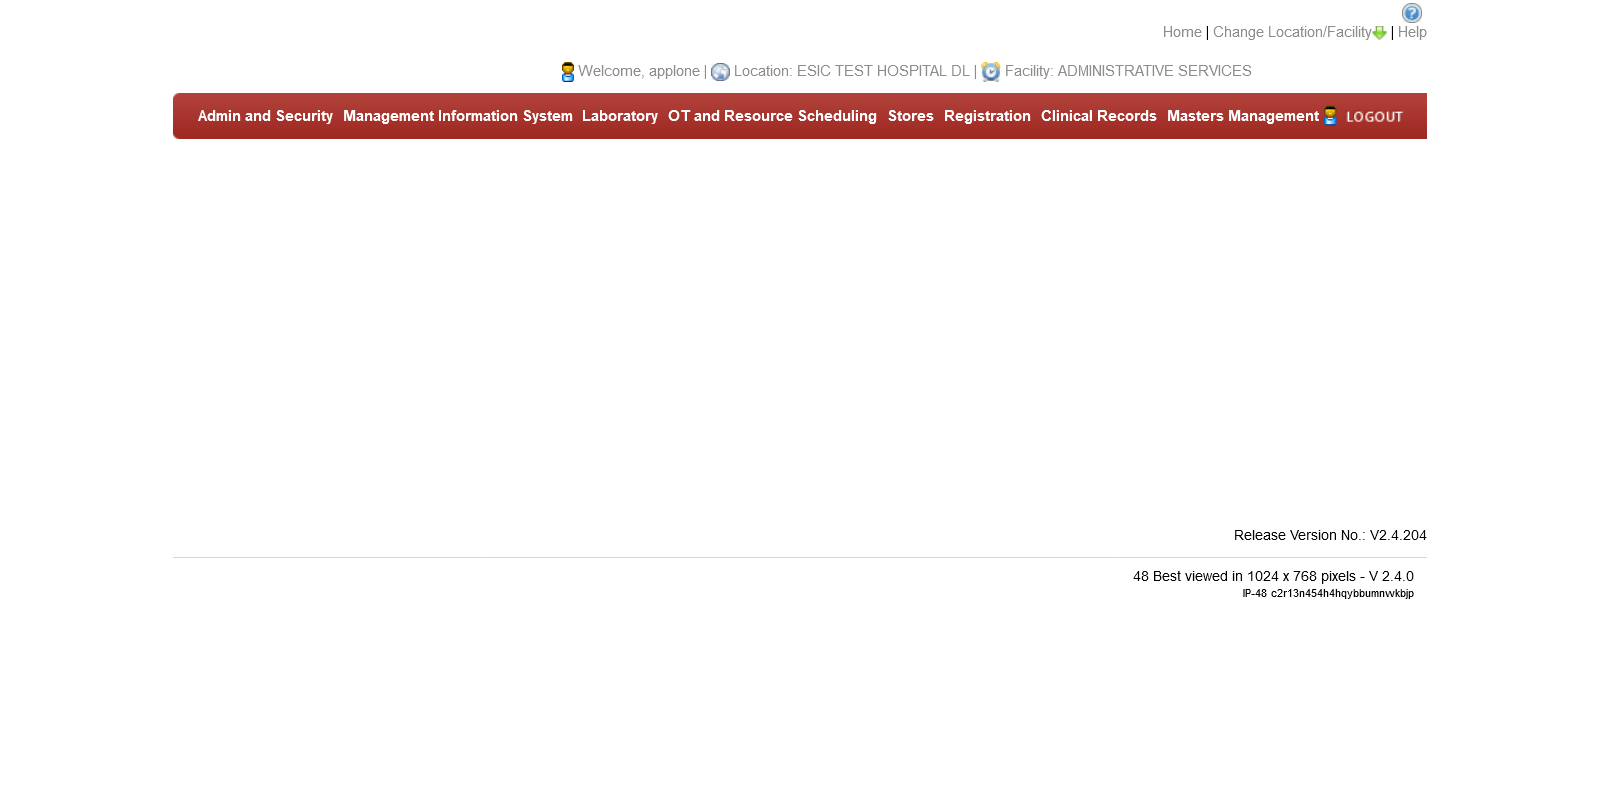 Home | Change Location/Facility | Help
Welcome, applone | Location: ESIC TEST HOSPITAL DL | Facility: ADMINISTRATIVE SERVICES
Admin and Security Management Information System Laboratory OT and Resource Scheduling Stores Registration Clinical Records Masters Management LOGOUT
Release Version No.: V2.4.204
48 Best viewed in 1024 x 768 pixels - V 2.4.0
IP-48 c2r13n454h4hqybbumnvvkbjp